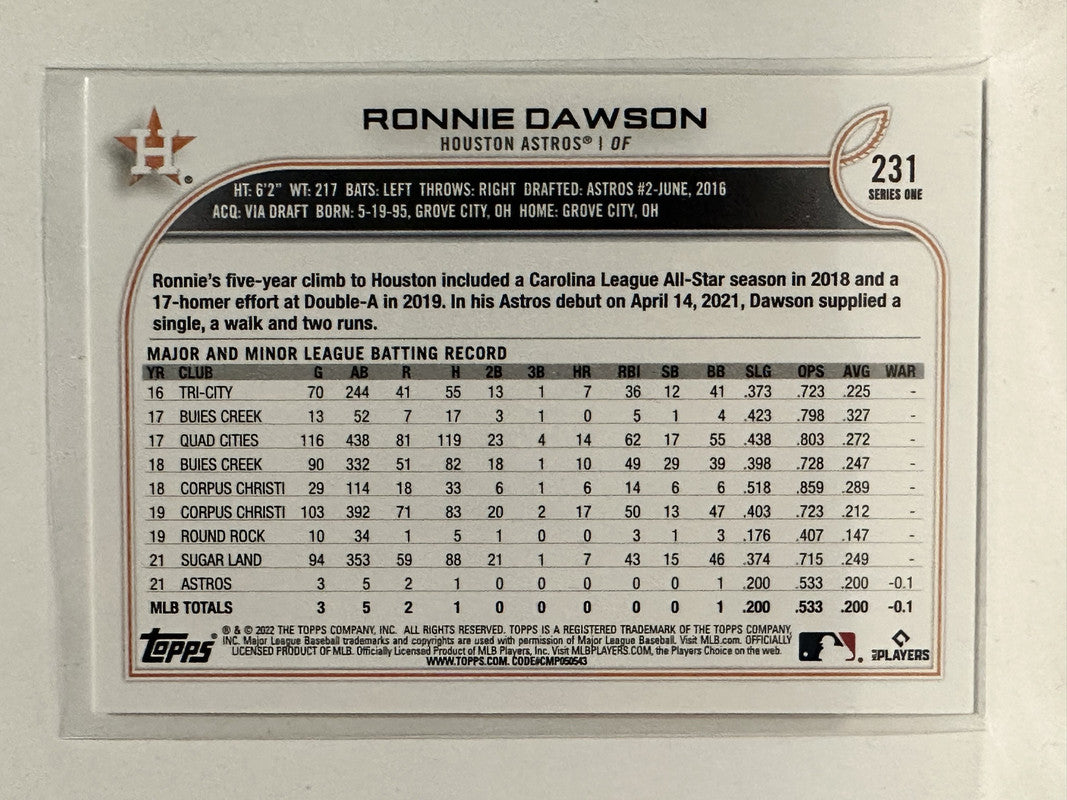 RONNIE DAWSON
HOUSTON ASTROS® | OF
H
®
231
SERIES ONE
HT: 6'2" WT: 217 BATS: LEFT THROWS: RIGHT DRAFTED: ASTROS #2-JUNE, 2016
ACQ: VIA DRAFT BORN: 5-19-95, GROVE CITY, OH HOME: GROVE CITY, OH
Ronnie's five-year climb to Houston included a Carolina League All-Star season in 2018 and a
17-homer effort at Double-A in 2019. In his Astros debut on April 14, 2021, Dawson supplied a
single, a walk and two runs.
MAJOR AND MINOR LEAGUE BATTING RECORD
YR CLUB G AB R H 2B 3B HR RBI SB BB SLG OPS AVG WAR
16 TRI-CITY 70 244 41 55 13 1 7 36 12 41 .373 .723 .225 -
17 BUIES CREEK 13 52 7 17 3 1 0 5 1 4 .423 .798 .327 -
17 QUAD CITIES 116 438 81 119 23 4 14 62 17 55 .438 .803 .272 -
18 BUIES CREEK 90 332 51 82 18 1 10 49 29 39 .398 .728 .247 -
18 CORPUS CHRISTI 29 114 18 33 6 1 6 14 6 6 .518 .859 .289 -
19 CORPUS CHRISTI 103 392 71 83 20 2 17 50 13 47 .403 .723 .212 -
19 ROUND ROCK 10 34 1 5 1 0 0 3 1 3 .176 .407 .147 -
21 SUGAR LAND 94 353 59 88 21 1 7 43 15 46 .374 .715 .249 -
21 ASTROS 3 5 2 1 0 0 0 0 0 1 .200 .533 .200 -0.1
MLB TOTALS 3 5 2 1 0 0 0 0 0 1 .200 .533 .200 -0.1
Topps®
® & © 2022 THE TOPPS COMPANY, INC. ALL RIGHTS RESERVED. TOPPS IS A REGISTERED TRADEMARK OF THE TOPPS COMPANY,
INC. Major League Baseball trademarks and copyrights are used with permission of Major League Baseball. Visit MLB.com. OFFICIALLY
LICENSED PRODUCT OF MLB. Officially Licensed Product of MLB Players, Inc. Visit MLBPLAYERS.COM, the Players Choice on the web.
WWW.TOPPS.COM. CODE#CMP050543
MLB PLAYERS